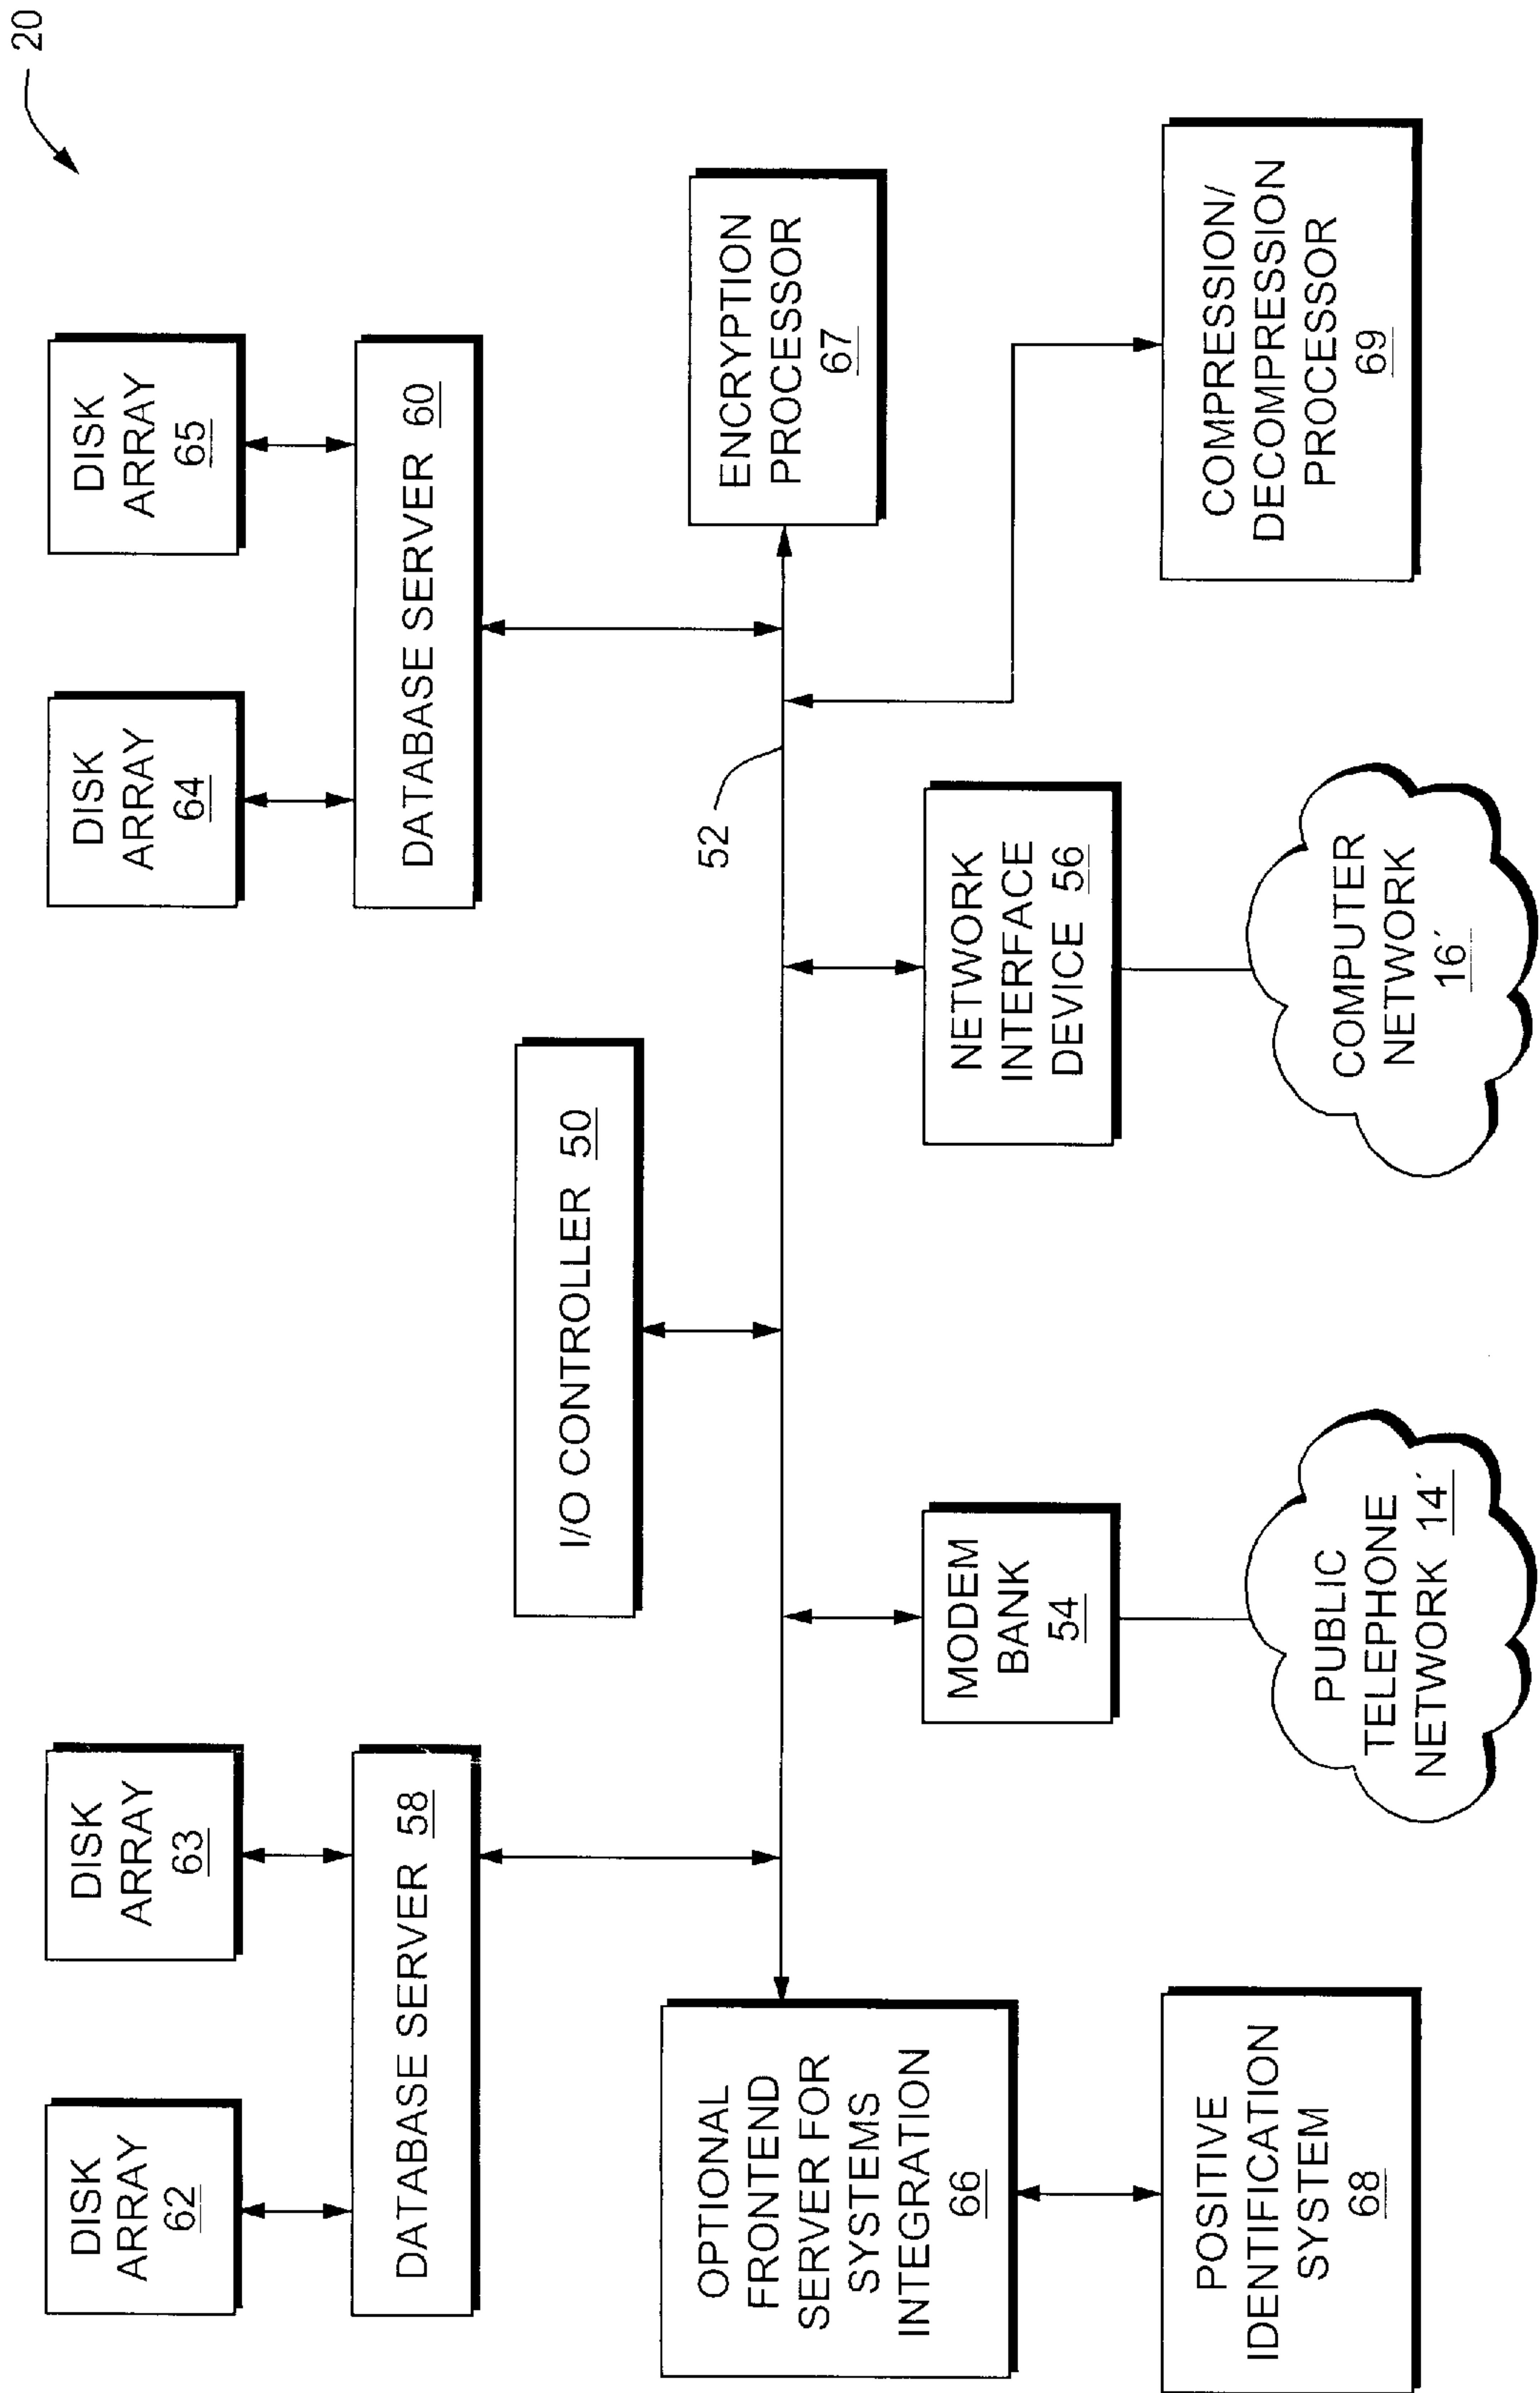 20
DISK
ARRAY
62
DISK
ARRAY
63
DISK
ARRAY
64
DISK
ARRAY
65
DATABASE SERVER 58
DATABASE SERVER 60
I/O CONTROLLER 50
52
OPTIONAL
FRONTEND
SERVER FOR
SYSTEMS
INTEGRATION
66
ENCRYPTION
PROCESSOR
67
MODEM
BANK
54
NETWORK
INTERFACE
DEVICE 56
POSITIVE
IDENTIFICATION
SYSTEM
68
PUBLIC
TELEPHONE
NETWORK 14´
COMPUTER
NETWORK
16´
COMPRESSION/
DECOMPRESSION
PROCESSOR
69